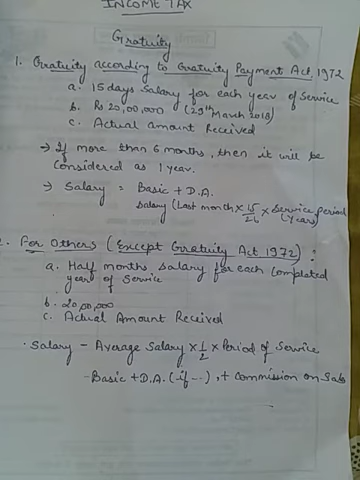 INCOME TAX
Gratuity
1. Gratuity according to Gratuity Payment Act, 1972
a. 15 days Salary for each year of Service
b. Rs 20,00,000 (29th March 2018)
c. Actual amount Received
→ If more than 6 months, then it will be
considered as 1 year.
→ Salary = Basic + D.A.
Salary (Last month × 15/26 × Service Period
(Years)
2. For Others (Except Gratuity Act 1972) :
a. Half months salary for each completed
year of Service
b. 20,00,000
c. Actual Amount Received
. Salary - Average Salary × 1/2 × Period of Service
- Basic + D.A. (if --), + Commission on Sales